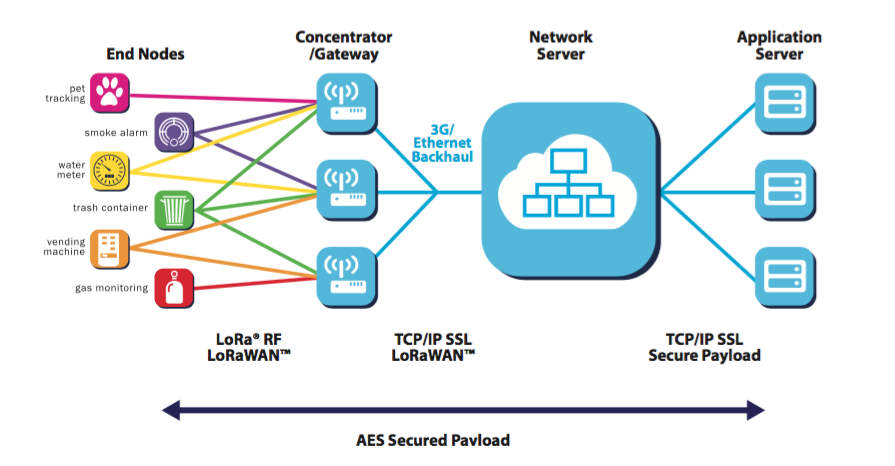 End Nodes
Concentrator
/Gateway
Network
Server
Application
Server
pet
tracking
smoke alarm
water
meter
trash container
vending
machine
gas monitoring
3G/
Ethernet
Backhaul
LoRa® RF
LoRaWAN™
TCP/IP SSL
LoRaWAN™
TCP/IP SSL
Secure Payload
AES Secured Payload